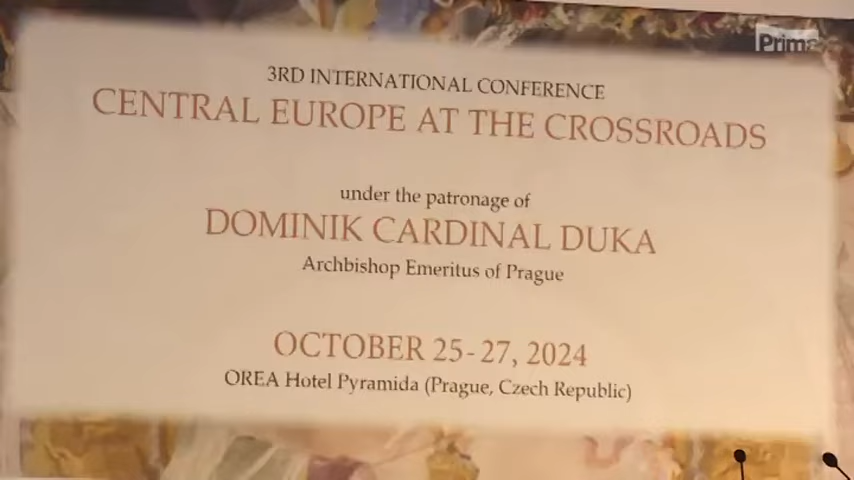 Prima
3RD INTERNATIONAL CONFERENCE
CENTRAL EUROPE AT THE CROSSROADS
under the patronage of
DOMINIK CARDINAL DUKA
Archbishop Emeritus of Prague
OCTOBER 25-27, 2024
OREA Hotel Pyramida (Prague, Czech Republic)